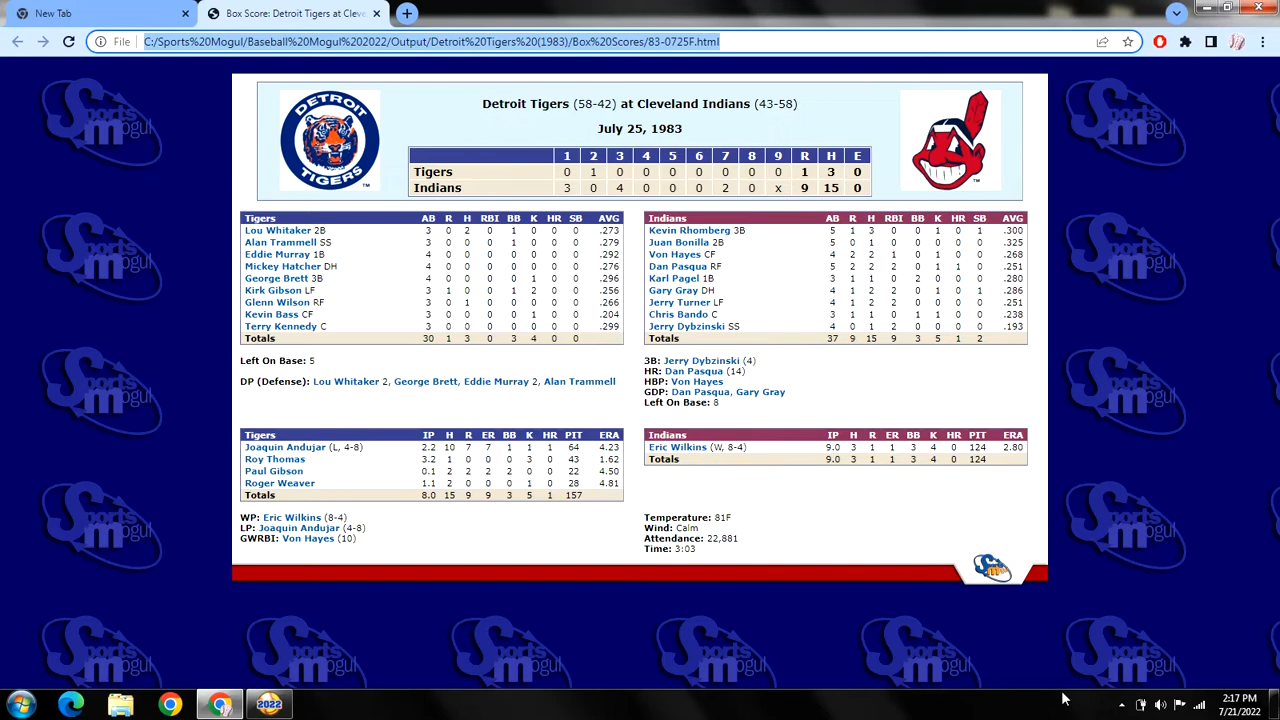 New Tab
Box Score: Detroit Tigers at Cleve
File
C:/Sports%20Mogul/Baseball%20Mogul%202022/Output/Detroit%20Tigers%20(1983)/Box%20Scores/83-0725F.html
Detroit Tigers (58-42) at Cleveland Indians (43-58)
July 25, 1983
DETROIT
TIGERS
TM
TM
1 2 3 4 5 6 7 8 9 R H E
Tigers 0 1 0 0 0 0 0 0 0 1 3 0
Indians 3 0 4 0 0 0 2 0 x 9 15 0
Tigers AB R H RBI BB K HR SB AVG
Lou Whitaker 2B 3 0 2 0 1 0 0 0 .273
Alan Trammell SS 3 0 0 0 1 0 0 0 .279
Eddie Murray 1B 4 0 0 0 0 0 0 0 .292
Mickey Hatcher DH 4 0 0 0 0 0 0 0 .276
George Brett 3B 4 0 0 0 0 1 0 0 .296
Kirk Gibson LF 3 1 0 0 1 2 0 0 .256
Glenn Wilson RF 3 0 1 0 0 0 0 0 .266
Kevin Bass CF 3 0 0 0 0 1 0 0 .204
Terry Kennedy C 3 0 0 0 0 0 0 0 .299
Totals 30 1 3 0 3 4 0 0
Left On Base: 5
DP (Defense): Lou Whitaker 2, George Brett, Eddie Murray 2, Alan Trammell
Indians AB R H RBI BB K HR SB AVG
Kevin Rhomberg 3B 5 1 3 0 0 1 0 1 .300
Juan Bonilla 2B 5 0 1 0 0 0 0 0 .325
Von Hayes CF 4 2 2 1 0 0 0 0 .268
Dan Pasqua RF 5 2 2 2 0 1 1 0 .251
Karl Pagel 1B 3 1 1 0 2 0 0 0 .280
Gary Gray DH 4 1 2 2 0 1 0 1 .286
Jerry Turner LF 4 1 2 2 0 1 0 0 .251
Chris Bando C 3 1 1 0 1 1 0 0 .238
Jerry Dybzinski SS 4 0 1 2 0 0 0 0 .193
Totals 37 9 15 9 3 5 1 2
3B: Jerry Dybzinski (4)
HR: Dan Pasqua (14)
HBP: Von Hayes
GDP: Dan Pasqua, Gary Gray
Left On Base: 8
Tigers IP H R ER BB K HR PIT ERA
Joaquin Andujar (L, 4-8) 2.2 10 7 7 1 1 1 64 4.23
Roy Thomas 3.2 1 0 0 0 3 0 43 1.62
Paul Gibson 0.1 2 2 2 2 0 0 22 4.50
Roger Weaver 1.1 2 0 0 0 1 0 28 4.81
Totals 8.0 15 9 9 3 5 1 157
WP: Eric Wilkins (8-4)
LP: Joaquin Andujar (4-8)
GWRBI: Von Hayes (10)
Indians IP H R ER BB K HR PIT ERA
Eric Wilkins (W, 8-4) 9.0 3 1 1 3 4 0 124 2.80
Totals 9.0 3 1 1 3 4 0 124
Temperature: 81F
Wind: Calm
Attendance: 22,881
Time: 3:03
Sports Mogul
2022
2:17 PM
7/21/2022